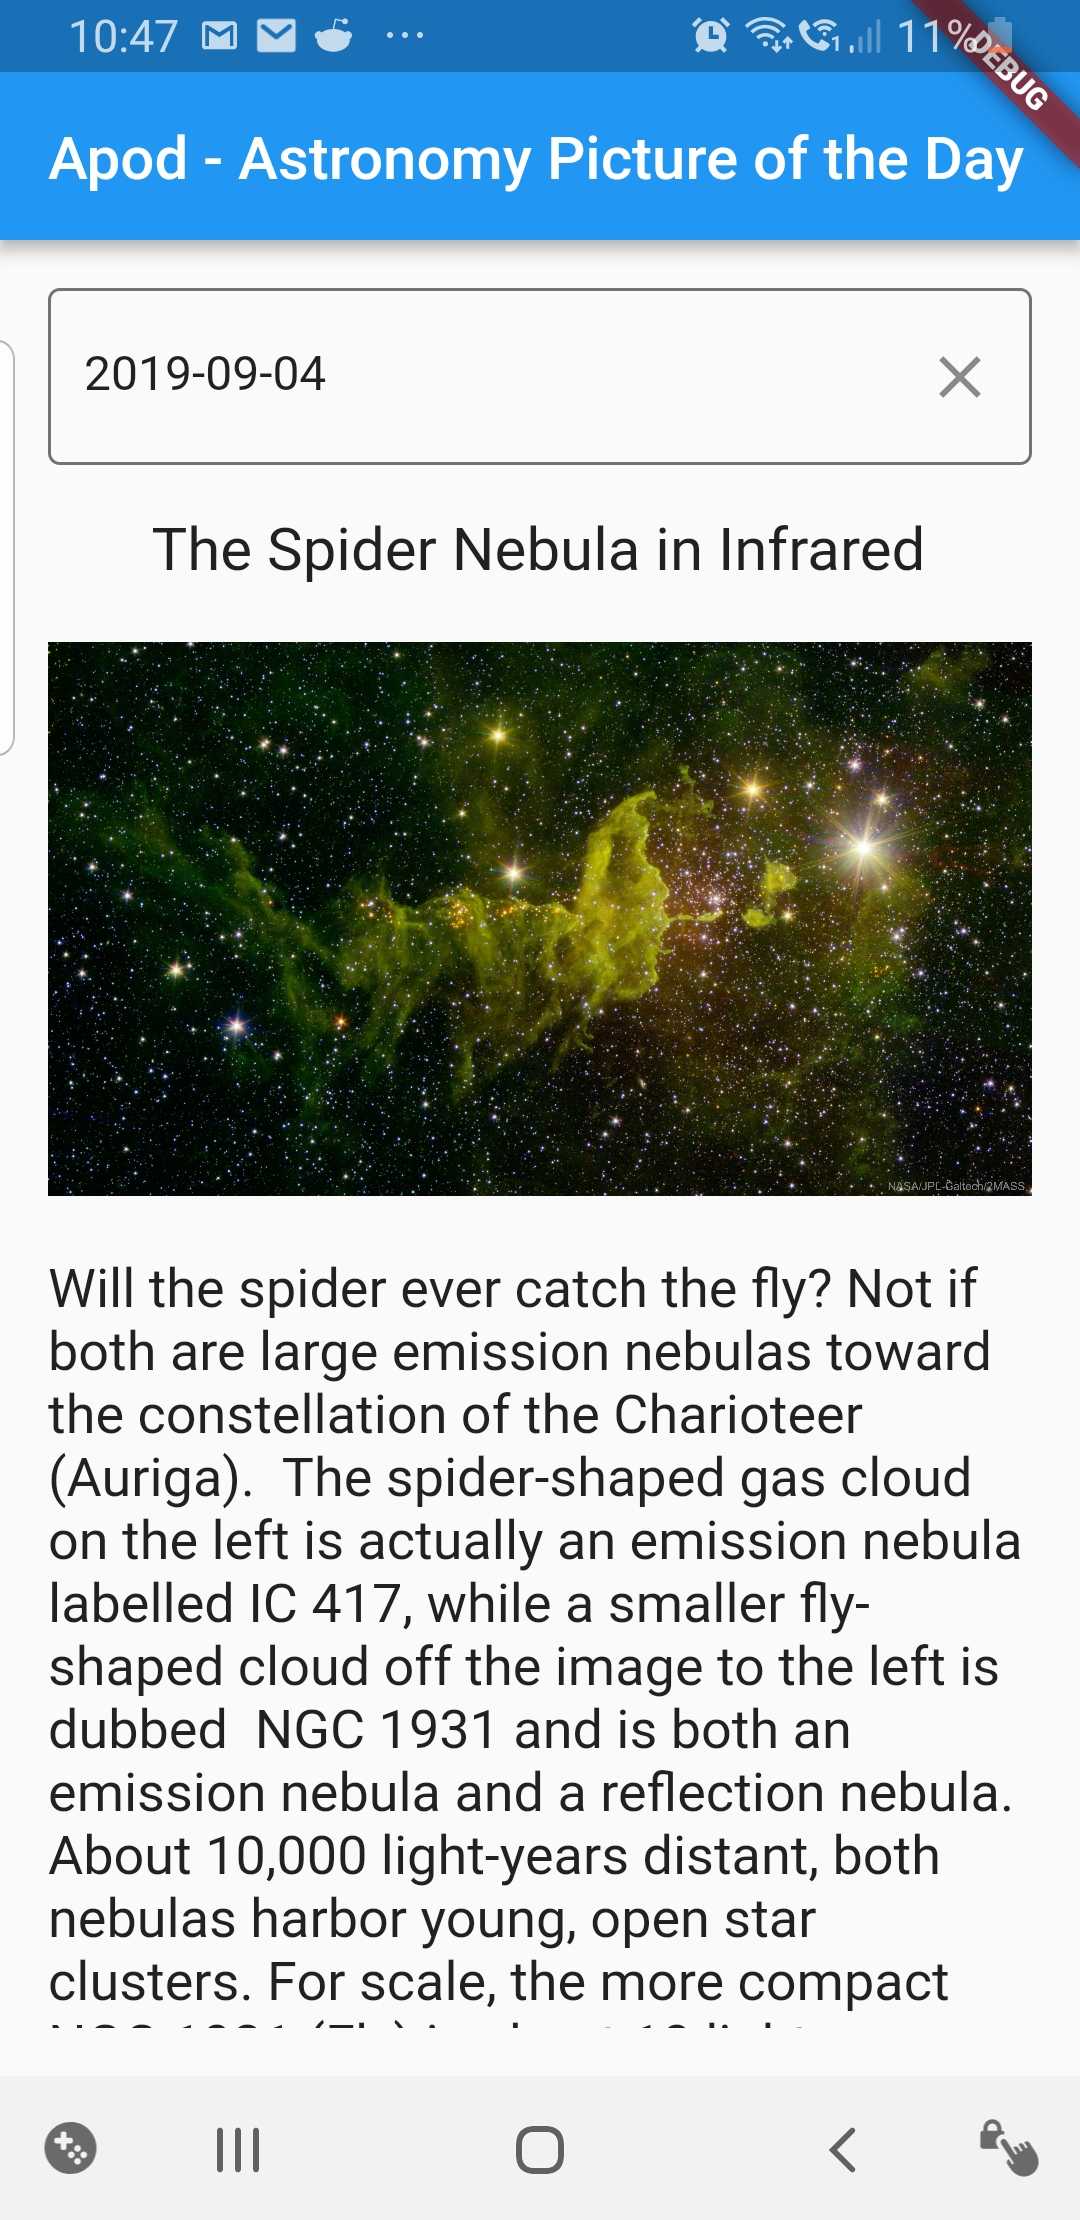 10:47
11%
DEBUG
Apod - Astronomy Picture of the Day
2019-09-04
The Spider Nebula in Infrared
NASA/JPL-Caltech/2MASS
Will the spider ever catch the fly? Not if
both are large emission nebulas toward
the constellation of the Charioteer
(Auriga).  The spider-shaped gas cloud
on the left is actually an emission nebula
labelled IC 417, while a smaller fly-
shaped cloud off the image to the left is
dubbed  NGC 1931 and is both an
emission nebula and a reflection nebula.
About 10,000 light-years distant, both
nebulas harbor young, open star
clusters. For scale, the more compact